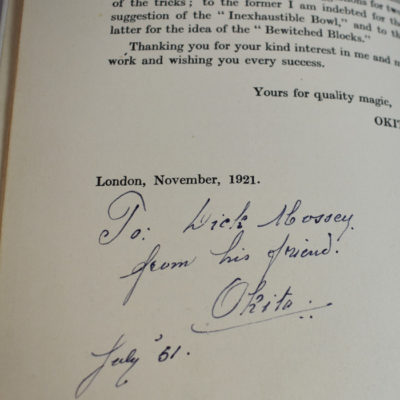 of the tricks; to the former I am indebted for the
suggestion of the "Inexhaustible Bowl," and to the
latter for the idea of the "Bewitched Blocks."
Thanking you for your kind interest in me and
work and wishing you every success.
Yours for quality magic,
OKIT
London, November, 1921.
To: Dick Mossey.
from his friend.
Okito.
July '61.